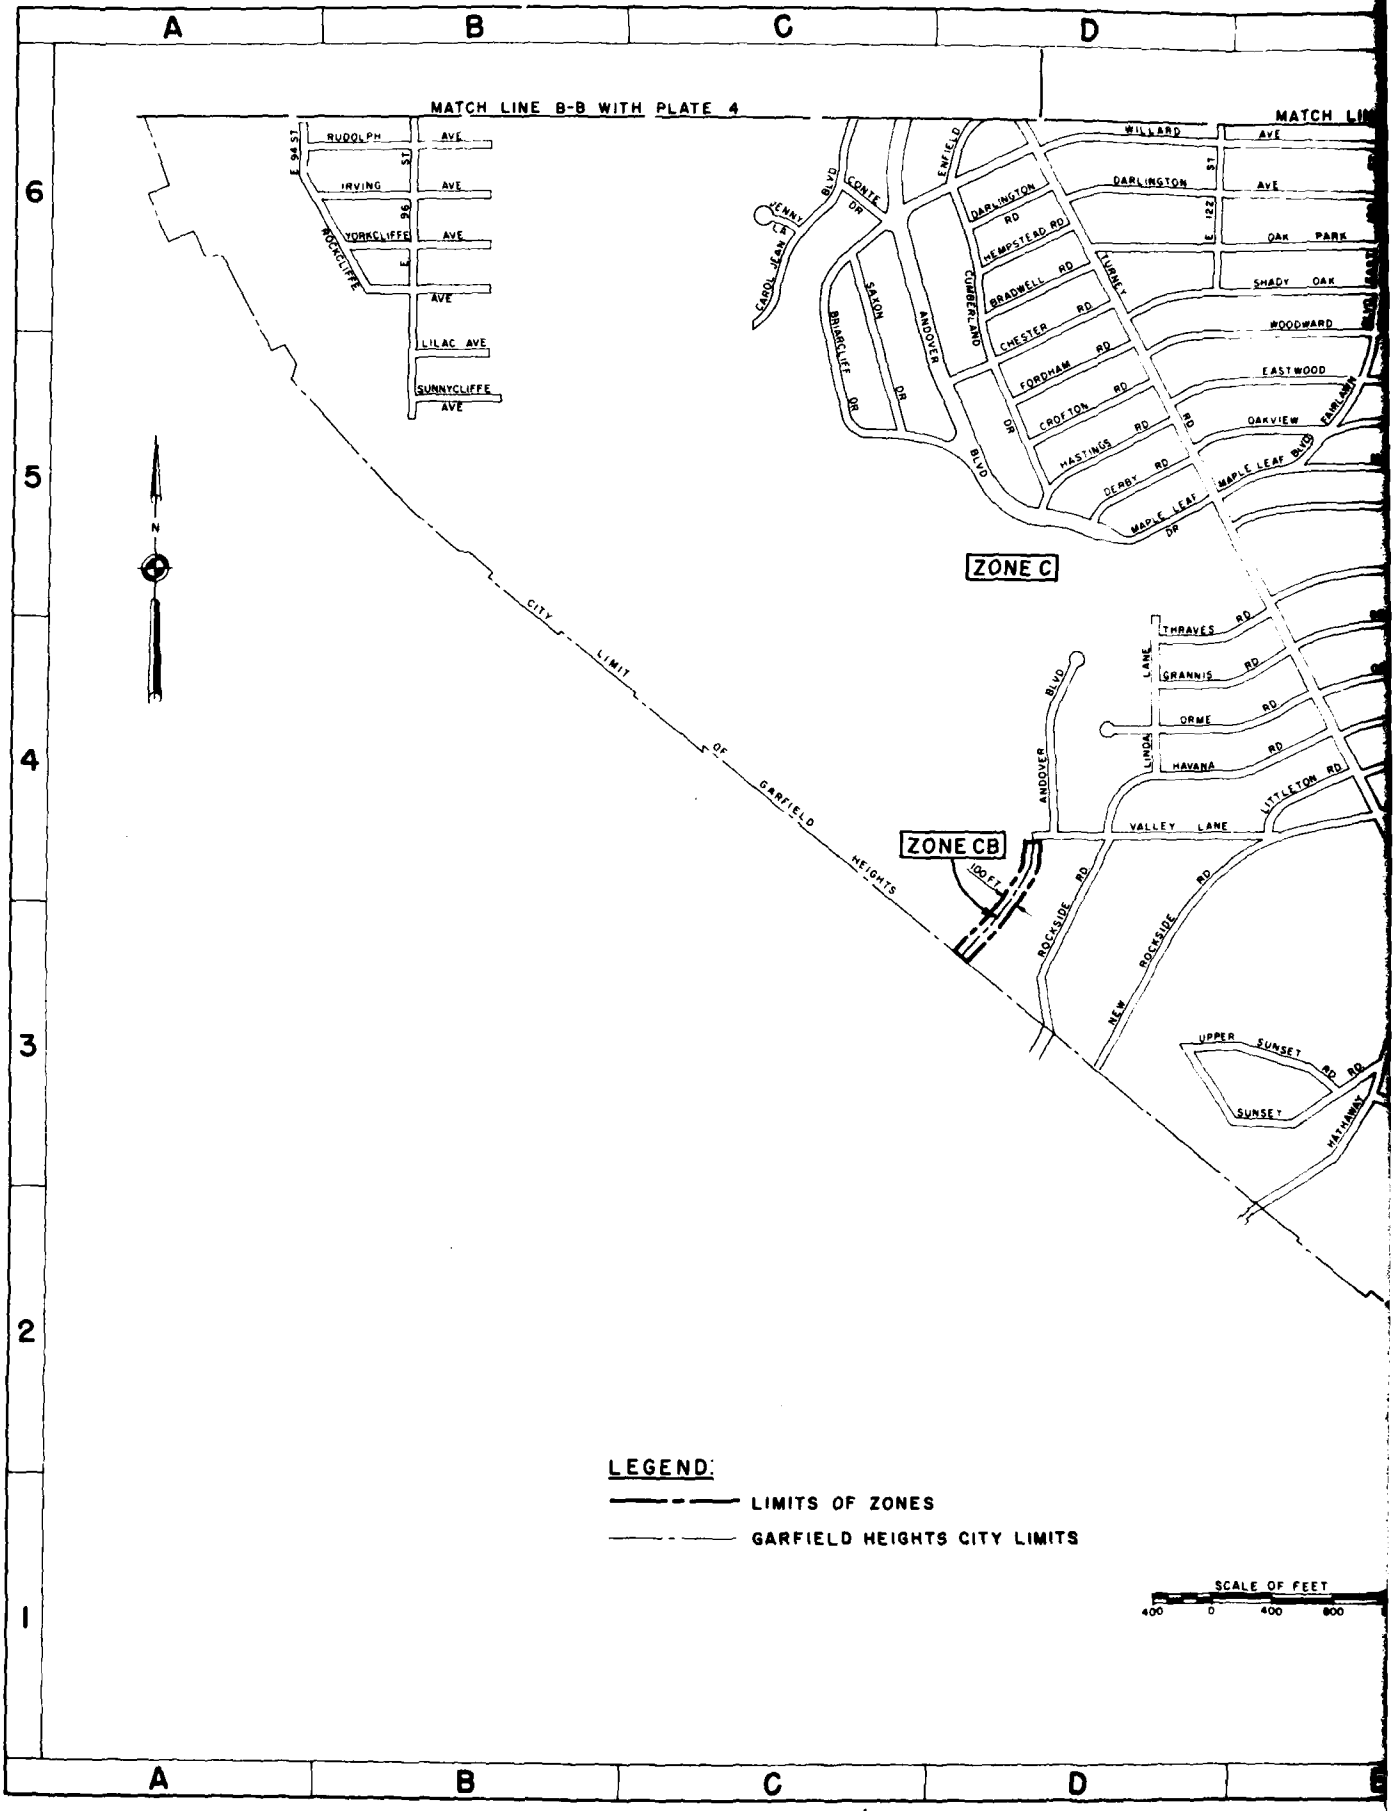 A B C D
MATCH LINE B-B WITH PLATE 4
MATCH
6
E 94 ST
RUDOLPH AVE
ST
IRVING AVE
96
YORKCLIFFE AVE
E
ROCKCLIFFE
AVE
LILAC AVE
SUNNYCLIFFE
AVE
BLVD
CONTE
DR
JENNY
LA
CAROL JEAN
ENFIELD
WILLARD AVE
DARLINGTON AVE
ST
E 122
DARLINGTON
RD
HEMPSTEAD RD
OAK PARK
BRADWELL RD
TURNEY
SHADY OAK
CUMBERLAND
SAXON
ANDOVER
BRIARCLIFF
CHESTER RD
WOODWARD
FORDHAM RD
EASTWOOD
DR
DR
DR
CROFTON RD
RD
OAKVIEW
FAIRLAWN
BLVD
HASTINGS RD
BLVD
5
DERBY RD
MAPLE LEAF
MAPLE LEAF
DR
N
ZONE C
CITY
LIMIT
OF
GARFIELD
HEIGHTS
THRAVES RD
LANE
GRANNIS RD
BLVD
ORME RD
4
LINDA
HAVANA RD
ANDOVER
LITTLETON RD
VALLEY LANE
ZONE CB
100 FT.
RD
ROCKSIDE
RD
ROCKSIDE
NEW
3
UPPER SUNSET RD
RD
SUNSET
HATHAWAY
2
LEGEND:
LIMITS OF ZONES
GARFIELD HEIGHTS CITY LIMITS
SCALE OF FEET
400 0 400 800
1
A B C D